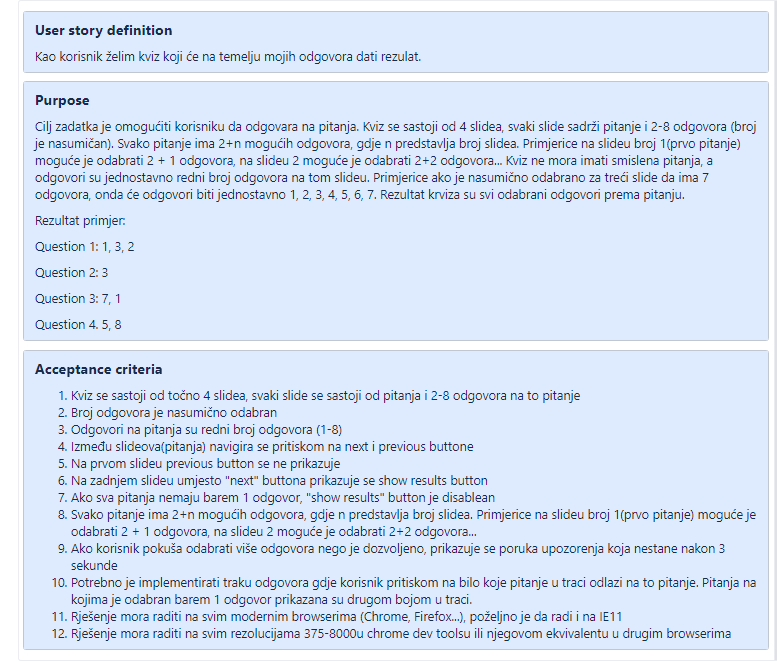 User story definition
Kao korisnik želim kviz koji će na temelju mojih odgovora dati rezulat.
Purpose
Cilj zadatka je omogućiti korisniku da odgovara na pitanja. Kviz se sastoji od 4 slidea, svaki slide sadrži pitanje i 2-8 odgovora (broj
je nasumičan). Svako pitanje ima 2+n mogućih odgovora, gdje n predstavlja broj slidea. Primjerice na slideu broj 1(prvo pitanje)
moguće je odabrati 2 + 1 odgovora, na slideu 2 moguće je odabrati 2+2 odgovora... Kviz ne mora imati smislena pitanja, a
odgovori su jednostavno redni broj odgovora na tom slideu. Primjerice ako je nasumično odabrano za treći slide da ima 7
odgovora, onda će odgovori biti jednostavno 1, 2, 3, 4, 5, 6, 7. Rezultat krviza su svi odabrani odgovori prema pitanju.
Rezultat primjer:
Question 1: 1, 3, 2
Question 2: 3
Question 3: 7, 1
Question 4. 5, 8
Acceptance criteria
1. Kviz se sastoji od točno 4 slidea, svaki slide se sastoji od pitanja i 2-8 odgovora na to pitanje
2. Broj odgovora je nasumično odabran
3. Odgovori na pitanja su redni broj odgovora (1-8)
4. Između slideova(pitanja) navigira se pritiskom na next i previous buttone
5. Na prvom slideu previous button se ne prikazuje
6. Na zadnjem slideu umjesto "next" buttona prikazuje se show results button
7. Ako sva pitanja nemaju barem 1 odgovor, "show results" button je disablean
8. Svako pitanje ima 2+n mogućih odgovora, gdje n predstavlja broj slidea. Primjerice na slideu broj 1(prvo pitanje) moguće je
odabrati 2 + 1 odgovora, na slideu 2 moguće je odabrati 2+2 odgovora...
9. Ako korisnik pokuša odabrati više odgovora nego je dozvoljeno, prikazuje se poruka upozorenja koja nestane nakon 3
sekunde
10. Potrebno je implementirati traku odgovora gdje korisnik pritiskom na bilo koje pitanje u traci odlazi na to pitanje. Pitanja na
kojima je odabran barem 1 odgovor prikazana su drugom bojom u traci.
11. Rješenje mora raditi na svim modernim browserima (Chrome, Firefox...), poželjno je da radi i na IE11
12. Rješenje mora raditi na svim rezolucijama 375-8000u chrome dev toolsu ili njegovom ekvivalentu u drugim browserima